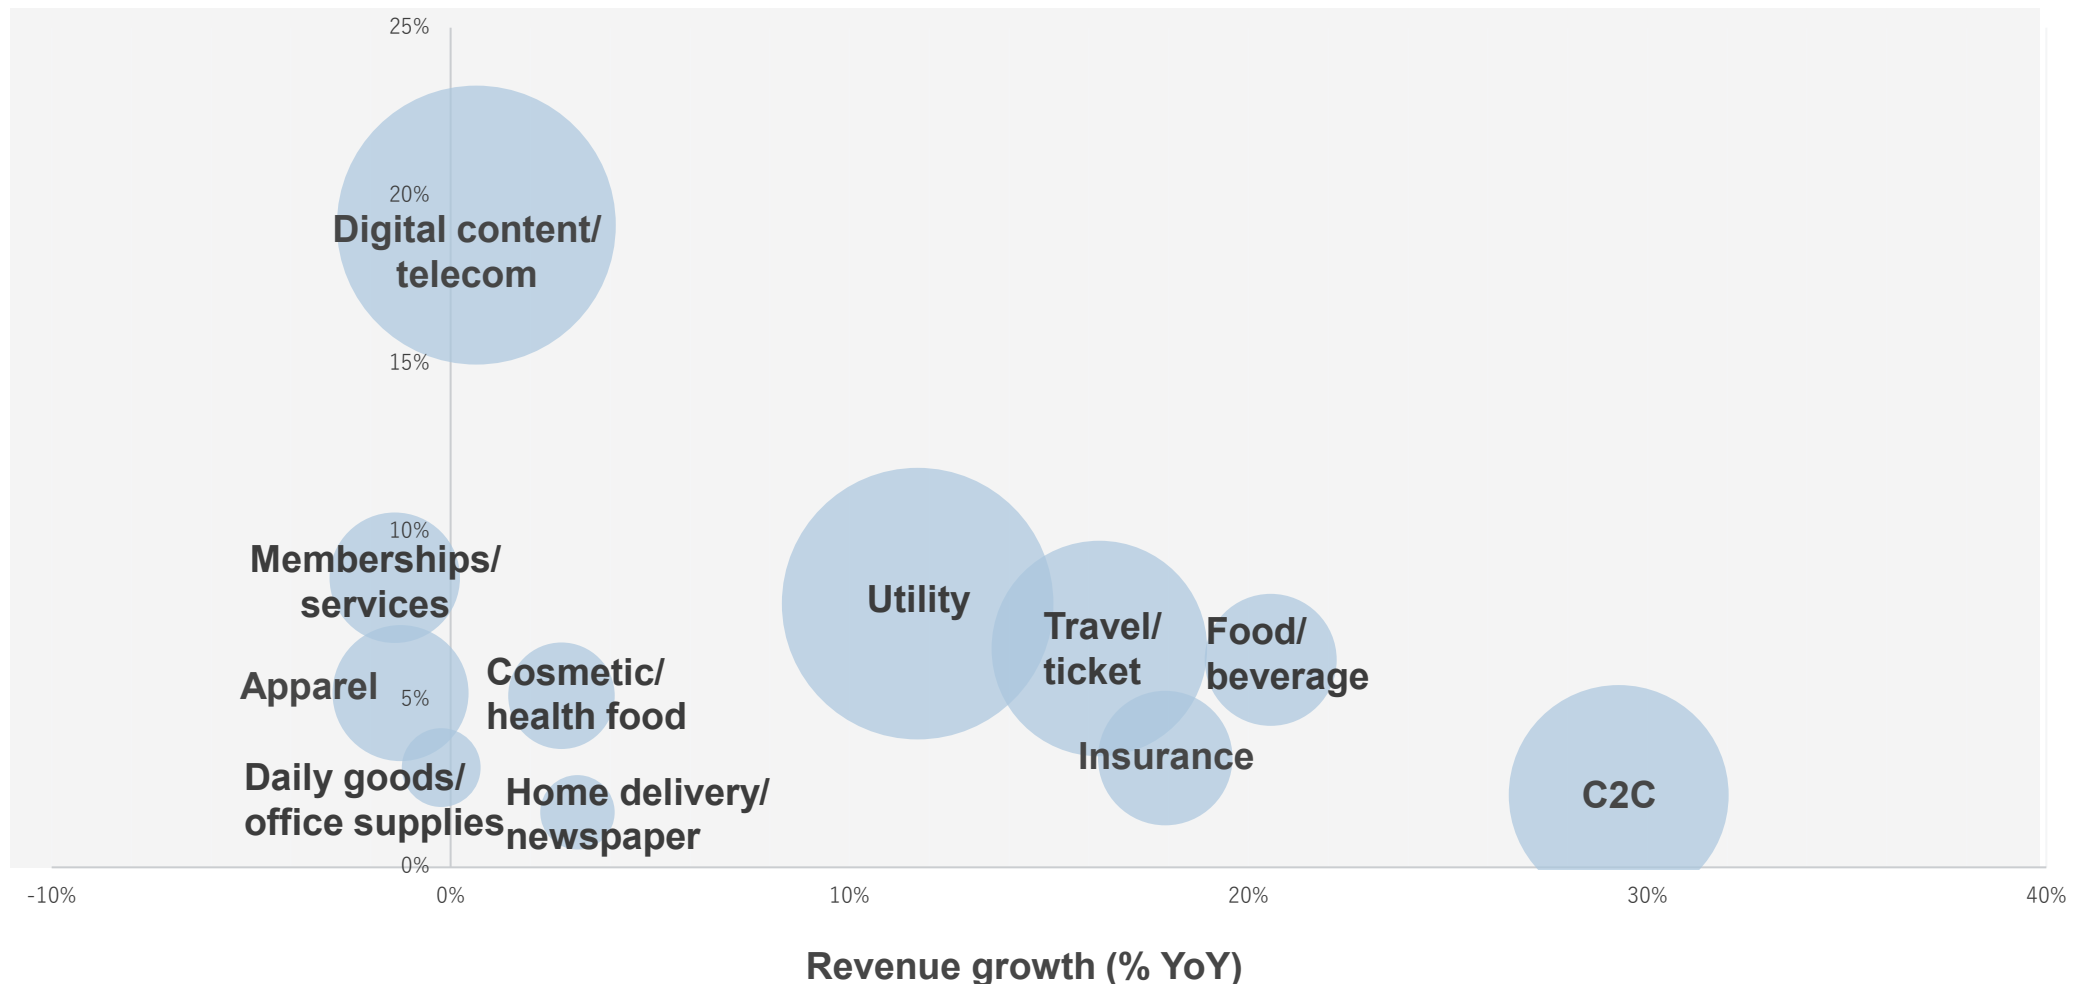 25%
20%
Digital content/
telecom
15%
10%
Memberships/
services
Utility
Travel/
ticket
Food/
beverage
Apparel
5%
Cosmetic/
health food
Insurance
Daily goods/
office supplies
Home delivery/
newspaper
C2C
0%
-10% 0% 10% 20% 30% 40%
Revenue growth (% YoY)